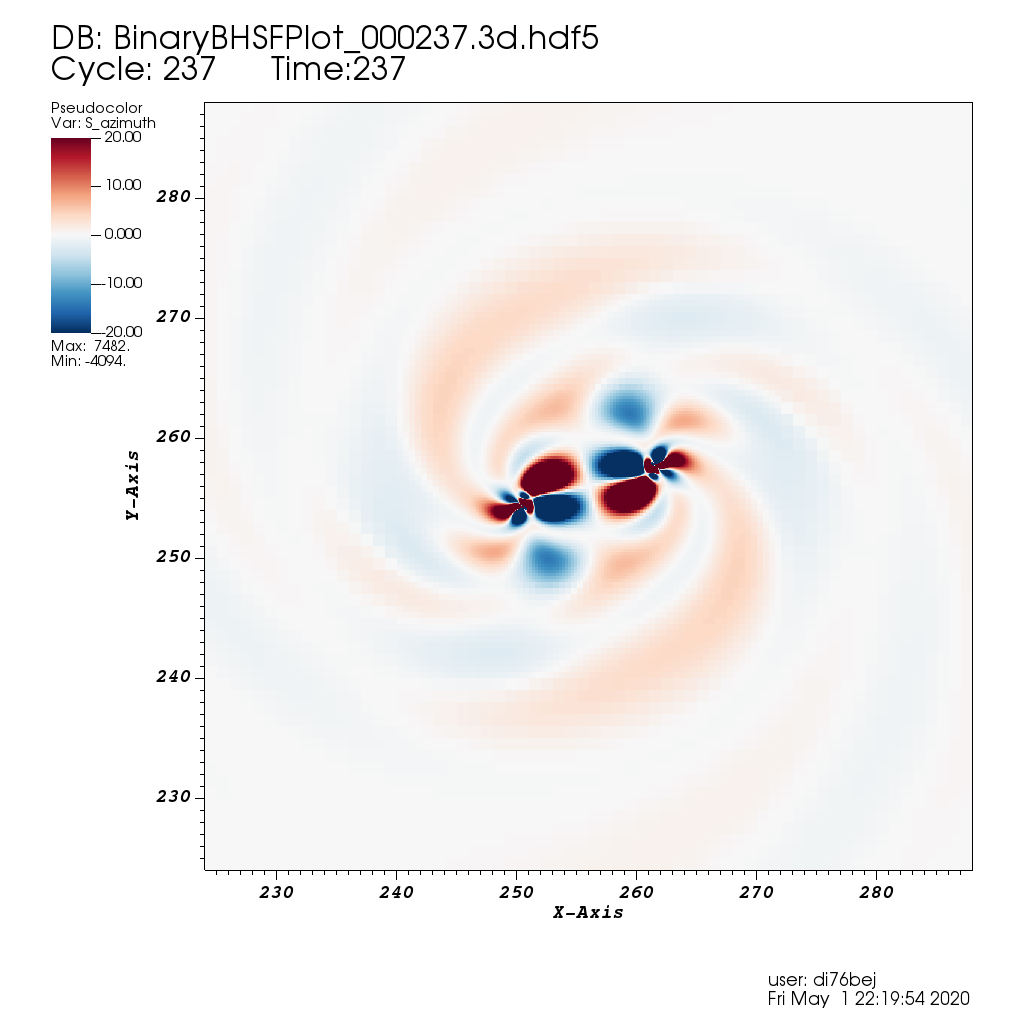 DB: BinaryBHSFPlot_000237.3d.hdf5
Cycle: 237 Time:237
Pseudocolor
Var: S_azimuth
20.00
10.00
0.000
-10.00
-20.00
Max: 7482.
Min: -4094.
280
270
260
250
240
230
Y-Axis
230 240 250 260 270 280
X-Axis
user: di76bej
Fri May 1 22:19:54 2020